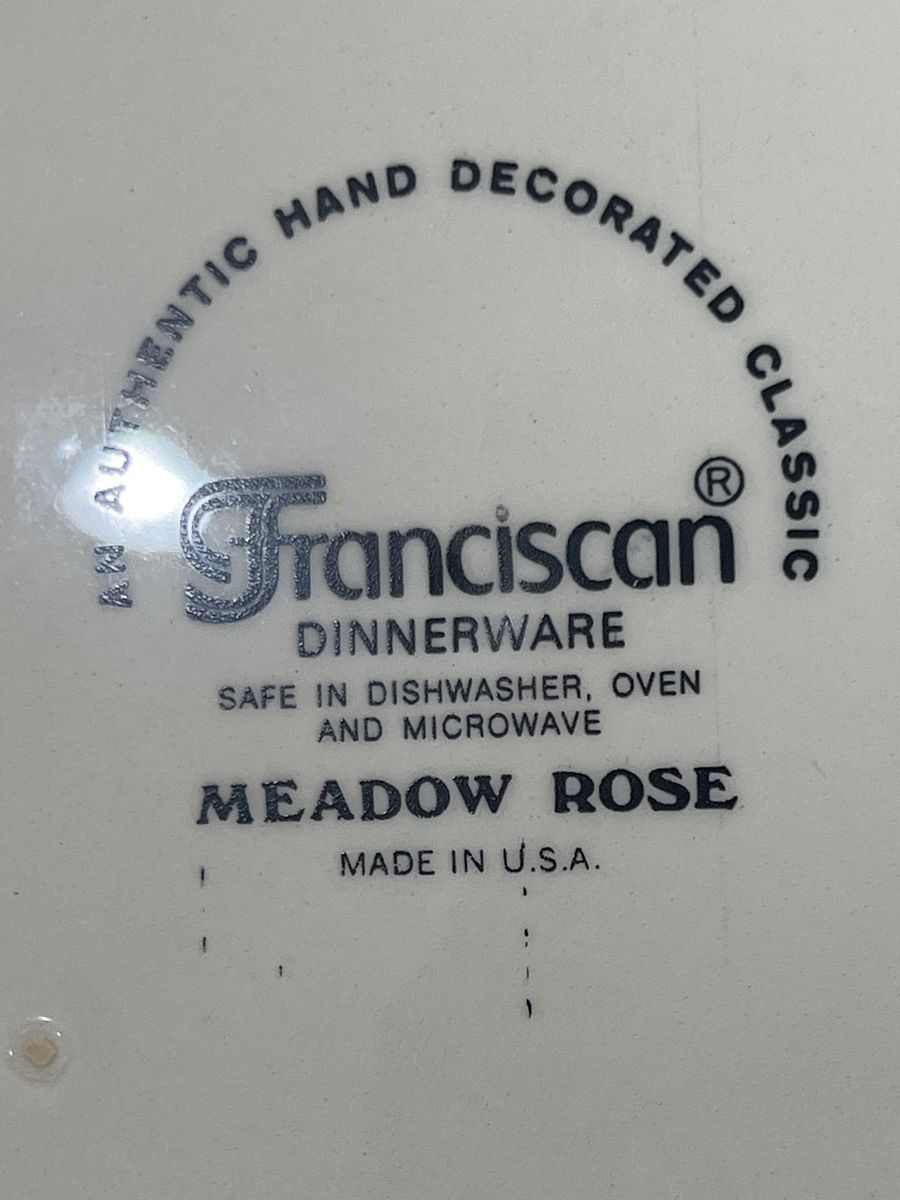 AN AUTHENTIC HAND DECORATED CLASSIC
Franciscan®
DINNERWARE
SAFE IN DISHWASHER, OVEN
AND MICROWAVE
MEADOW ROSE
MADE IN U.S.A.